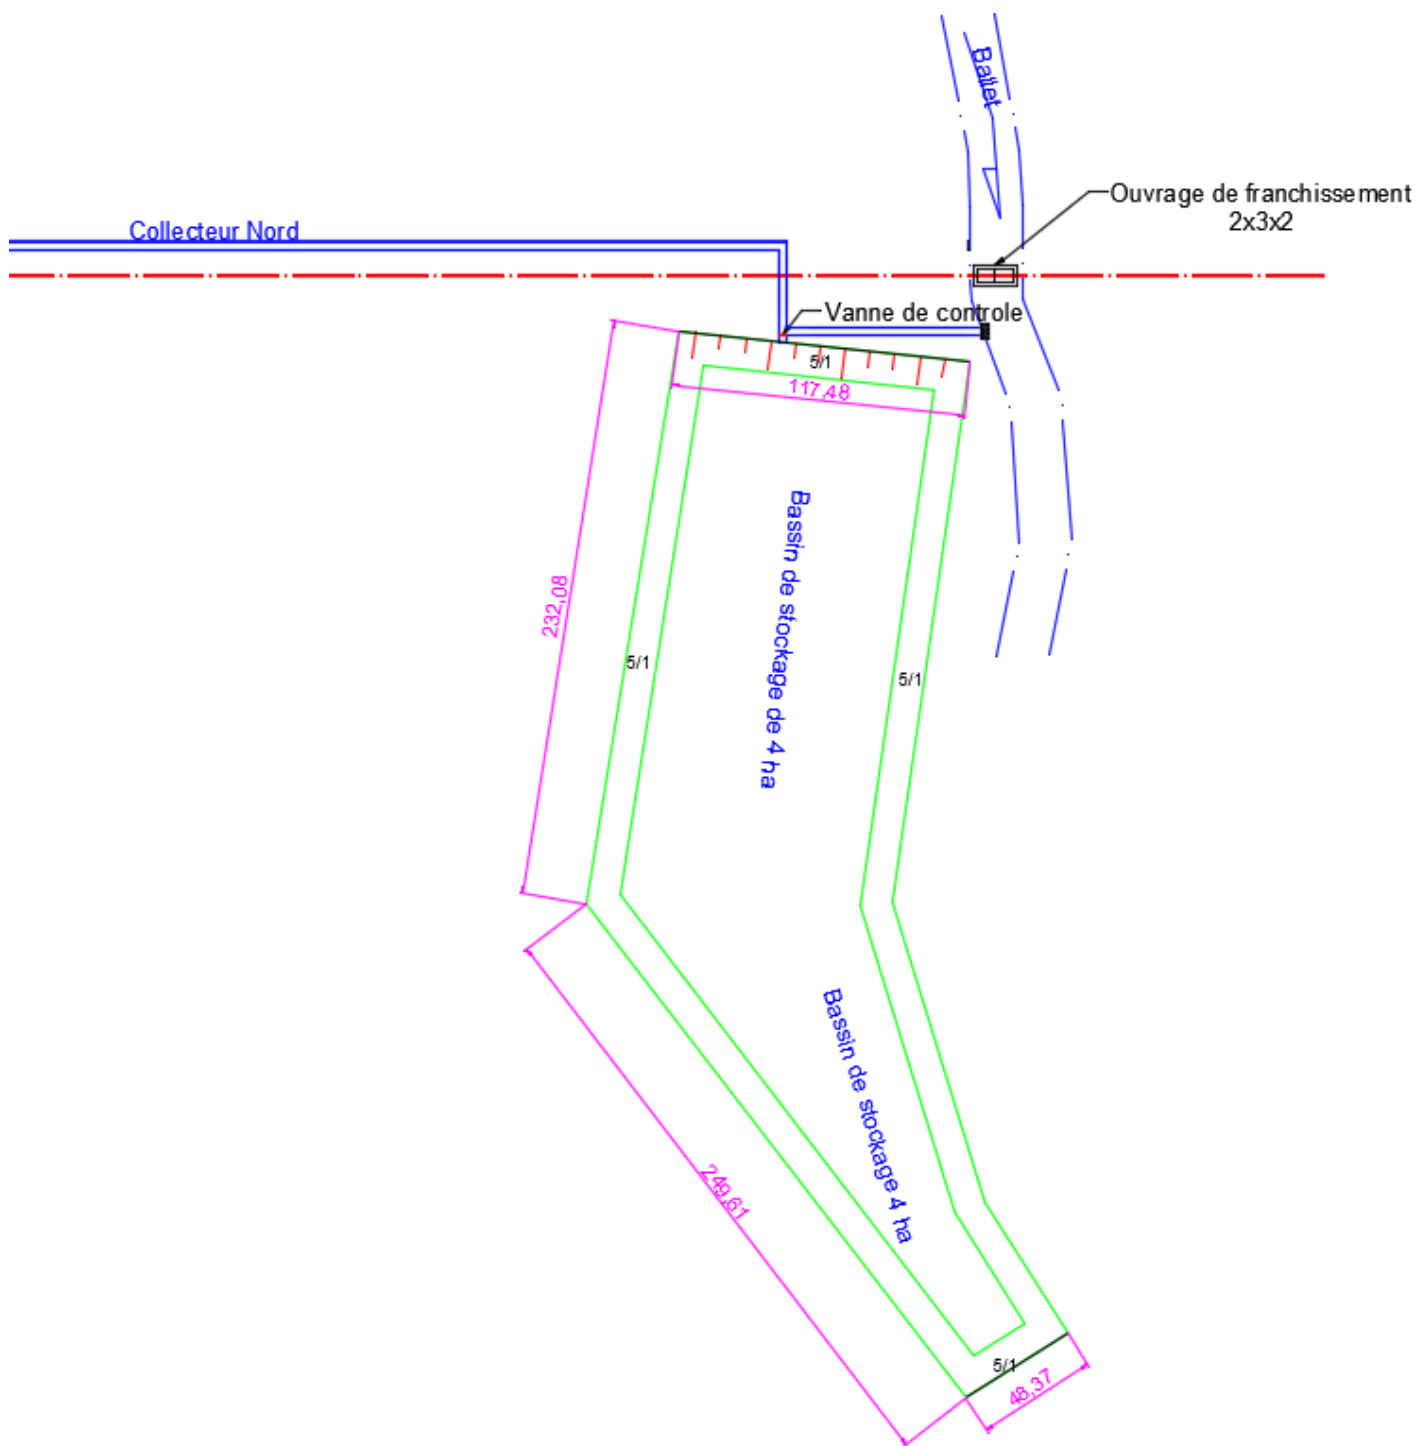 Ballet
Ouvrage de franchissement
2x3x2
Collecteur Nord
Vanne de controle
5/1
117,48
Bassin de stockage de 4 ha
232,08
5/1
5/1
Bassin de stockage 4 ha
249,61
5/1
48,37